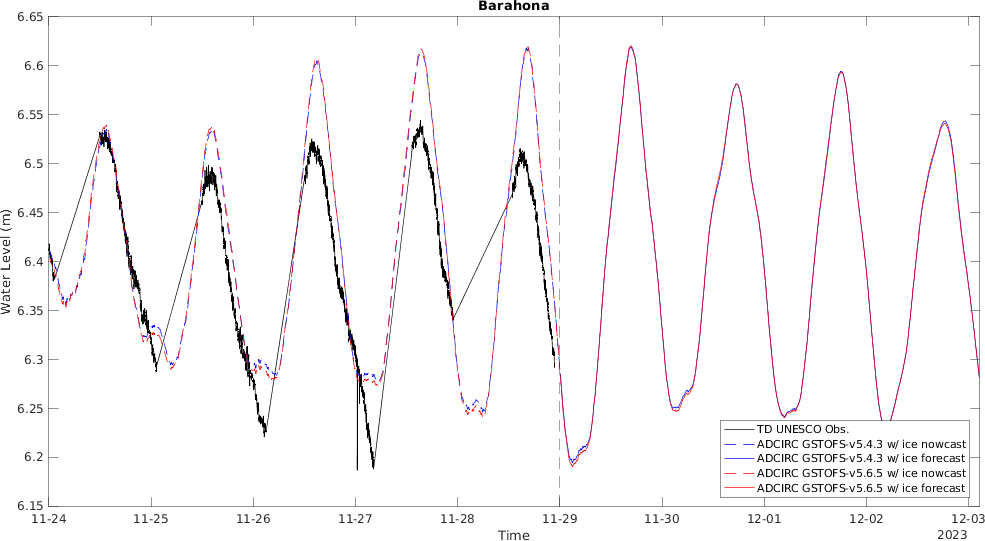 Barahona
6.65
6.6
6.55
6.5
6.45
6.4
6.35
6.3
6.25
6.2
6.15
Water Level (m)
TD UNESCO Obs.
ADCIRC GSTOFS-v5.4.3 w/ ice nowcast
ADCIRC GSTOFS-v5.4.3 w/ ice forecast
ADCIRC GSTOFS-v5.6.5 w/ ice nowcast
ADCIRC GSTOFS-v5.6.5 w/ ice forecast
11-24 11-25 11-26 11-27 11-28 11-29 11-30 12-01 12-02 12-03
Time
2023